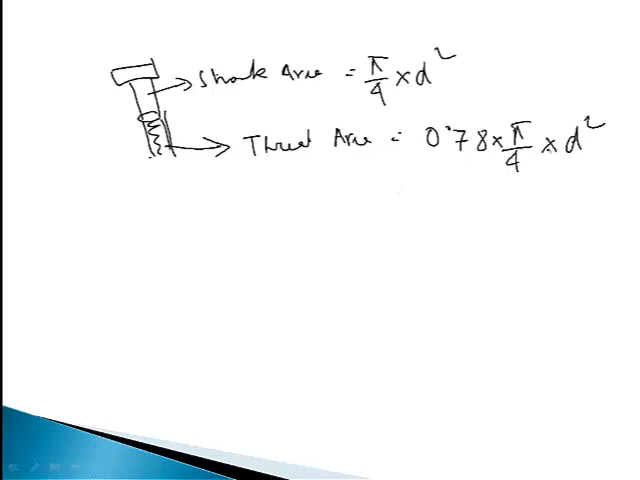 Shank Area = π/4 × d²
Thread Area = 0.78 × π/4 × d²